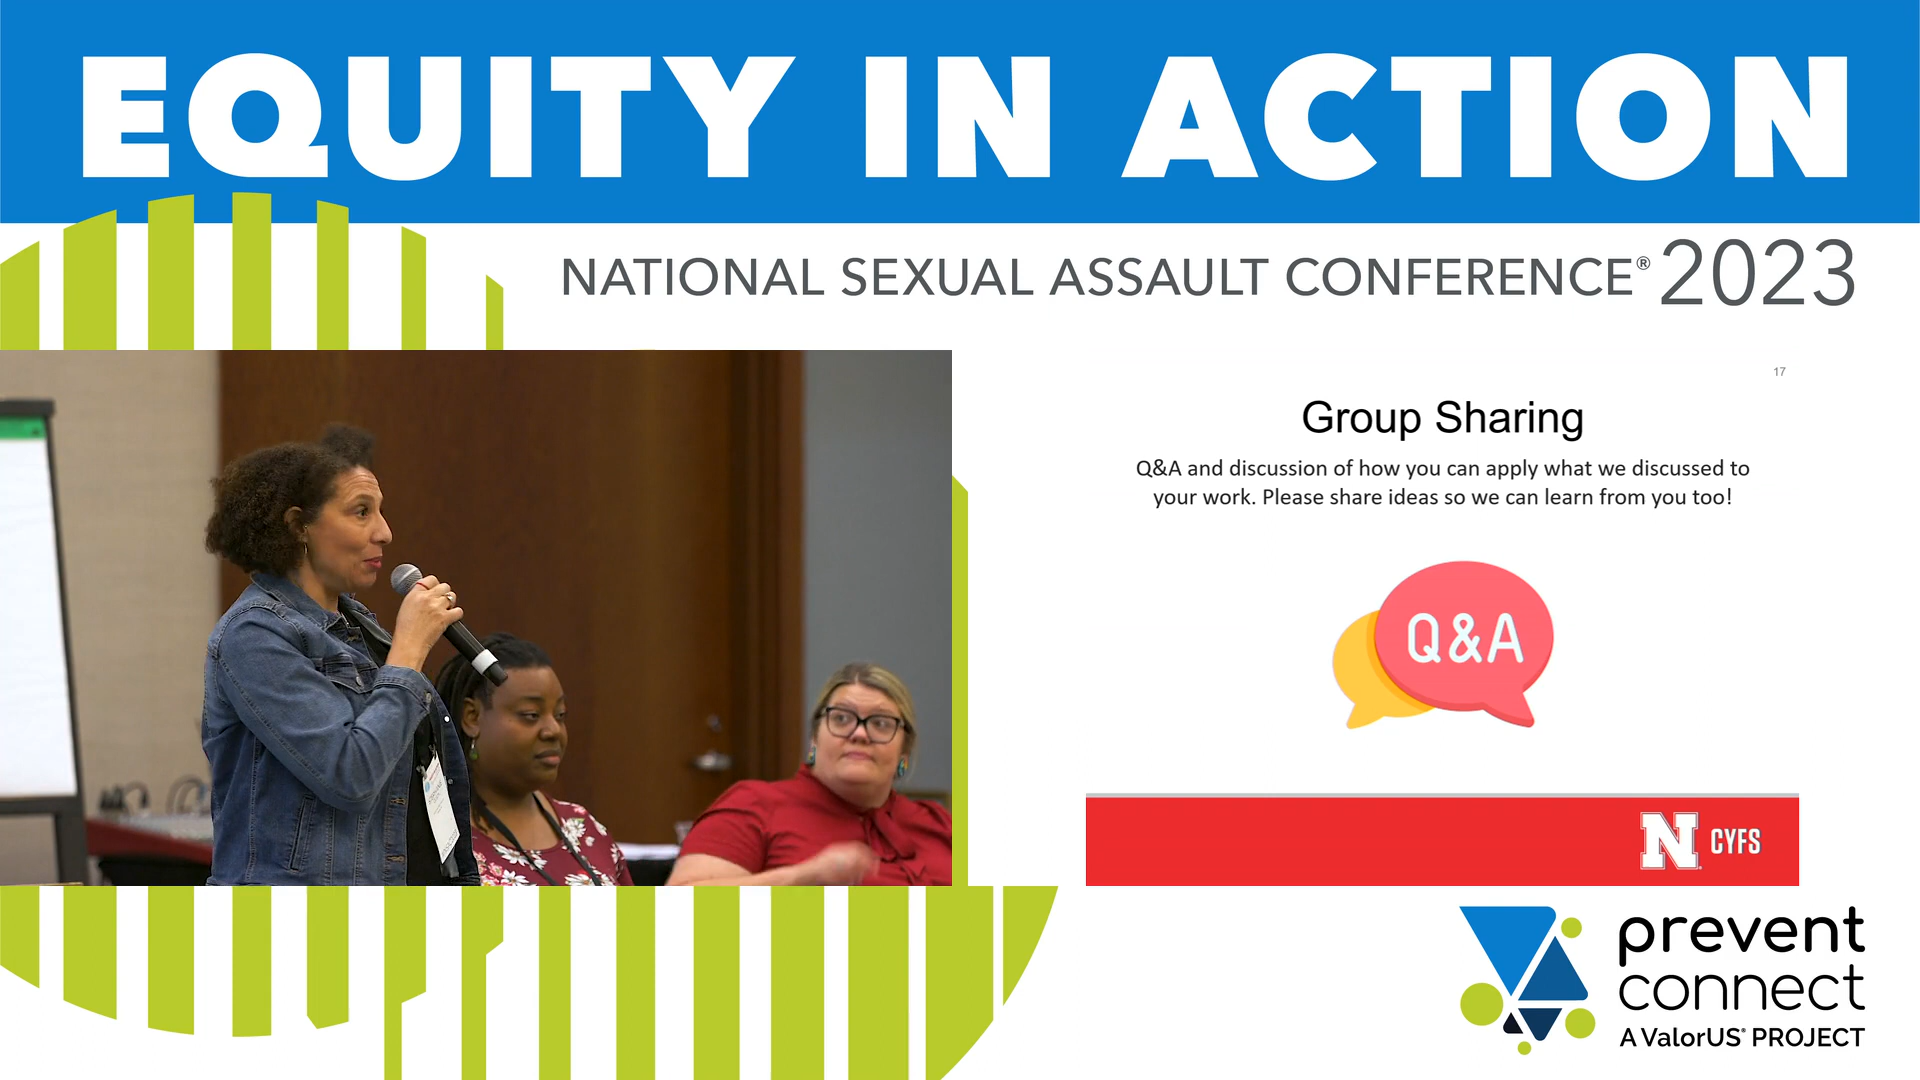 EQUITY IN ACTION
NATIONAL SEXUAL ASSAULT CONFERENCE® 2023
17
Group Sharing
Q&A and discussion of how you can apply what we discussed to
your work. Please share ideas so we can learn from you too!
Q&A
N CYFS
prevent
connect
A ValorUS® PROJECT